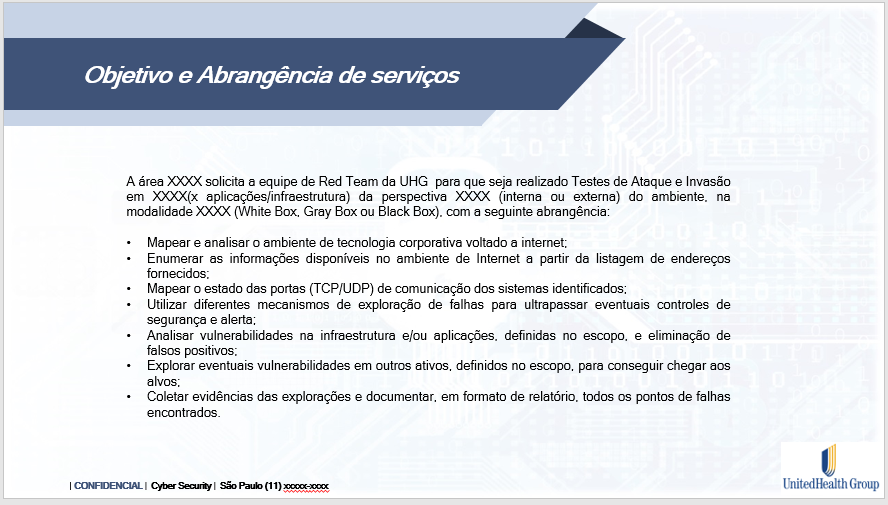 Objetivo e Abrangência de serviços
A área XXXX solicita a equipe de Red Team da UHG para que seja realizado Testes de Ataque e Invasão
em XXXX(x aplicações/infraestrutura) da perspectiva XXXX (interna ou externa) do ambiente, na
modalidade XXXX (White Box, Gray Box ou Black Box), com a seguinte abrangência:
• Mapear e analisar o ambiente de tecnologia corporativa voltado a internet;
• Enumerar as informações disponíveis no ambiente de Internet a partir da listagem de endereços
fornecidos;
• Mapear o estado das portas (TCP/UDP) de comunicação dos sistemas identificados;
• Utilizar diferentes mecanismos de exploração de falhas para ultrapassar eventuais controles de
segurança e alerta;
• Analisar vulnerabilidades na infraestrutura e/ou aplicações, definidas no escopo, e eliminação de
falsos positivos;
• Explorar eventuais vulnerabilidades em outros ativos, definidos no escopo, para conseguir chegar aos
alvos;
• Coletar evidências das explorações e documentar, em formato de relatório, todos os pontos de falhas
encontrados.
| CONFIDENCIAL | Cyber Security | São Paulo (11) xxxxx-xxxx
UnitedHealth Group